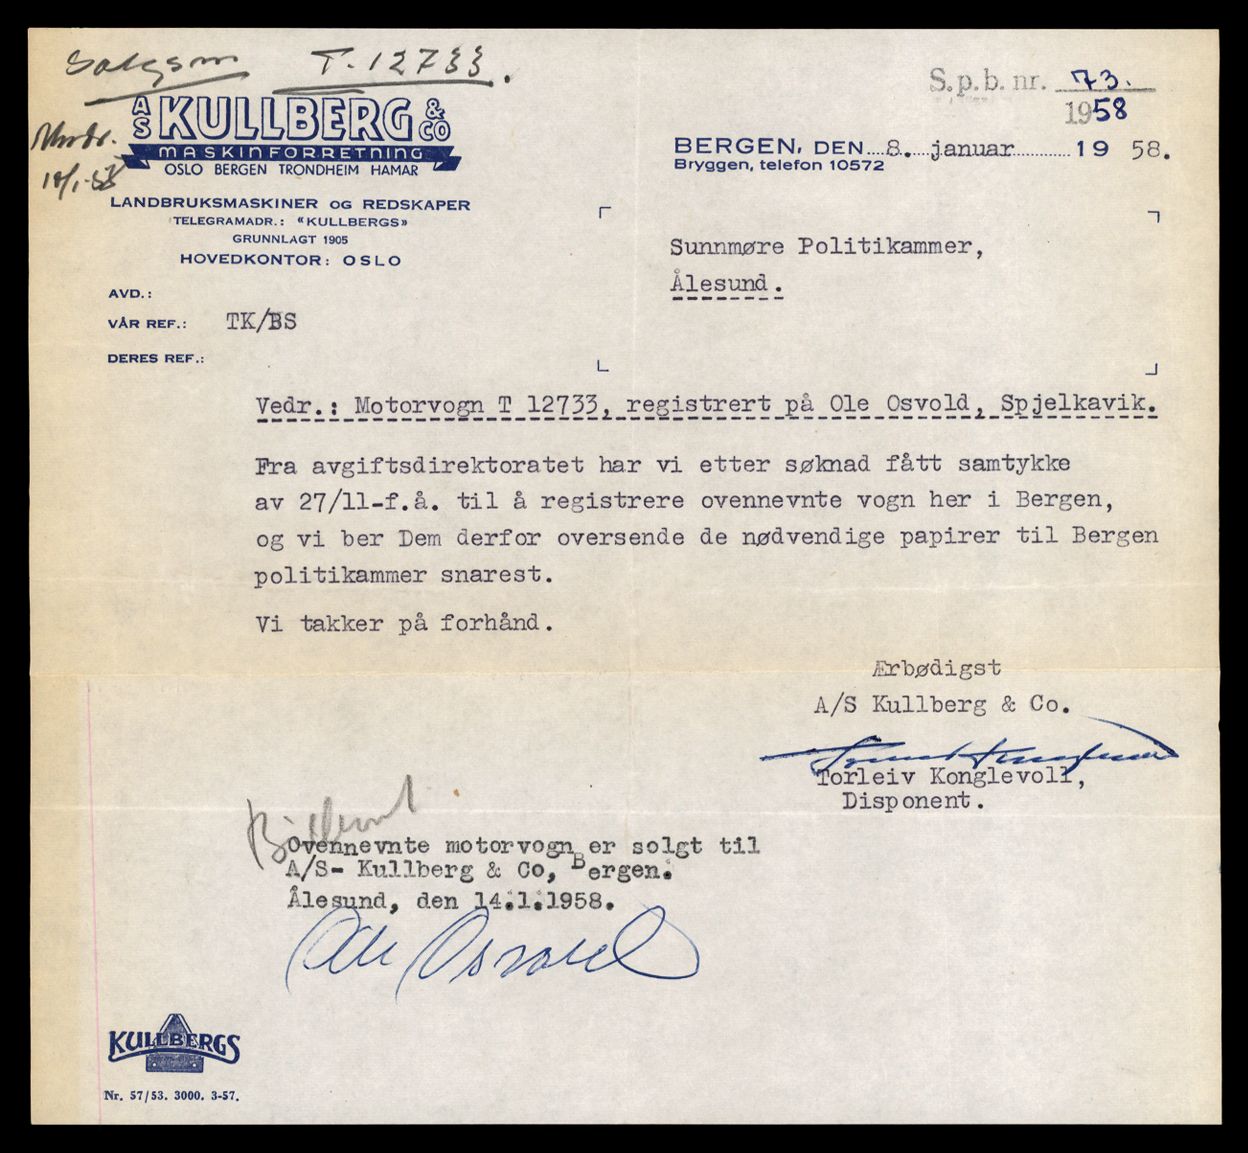 T. 12733.
A/S KULLBERG & CO
MASKINFORRETNING
OSLO BERGEN TRONDHEIM HAMAR
LANDBRUKSMASKINER OG REDSKAPER
TELEGRAMADR.: «KULLBERGS»
GRUNNLAGT 1905
HOVEDKONTOR: OSLO
AVD.:
VÅR REF.: TK/BS
DERES REF.:
S.p.b. nr. 73.
1958
BERGEN, DEN 8. januar 19 58.
Bryggen, telefon 10572
Sunnmøre Politikammer,
Ålesund.
Vedr.: Motorvogn T 12733, registrert på Ole Osvold, Spjelkavik.
Fra avgiftsdirektoratet har vi etter søknad fått samtykke
av 27/11-f.å. til å registrere ovennevnte vogn her i Bergen,
og vi ber Dem derfor oversende de nødvendige papirer til Bergen
politikammer snarest.
Vi takker på forhånd.
Ærbødigst
A/S Kullberg & Co.
Torleiv Konglevoll,
Disponent.
Ovennevnte motorvogn er solgt til
A/S- Kullberg & Co, Bergen.
Ålesund, den 14.1.1958.
Ole Osvold
KULLBERGS
Nr. 57/53. 3000. 3-57.